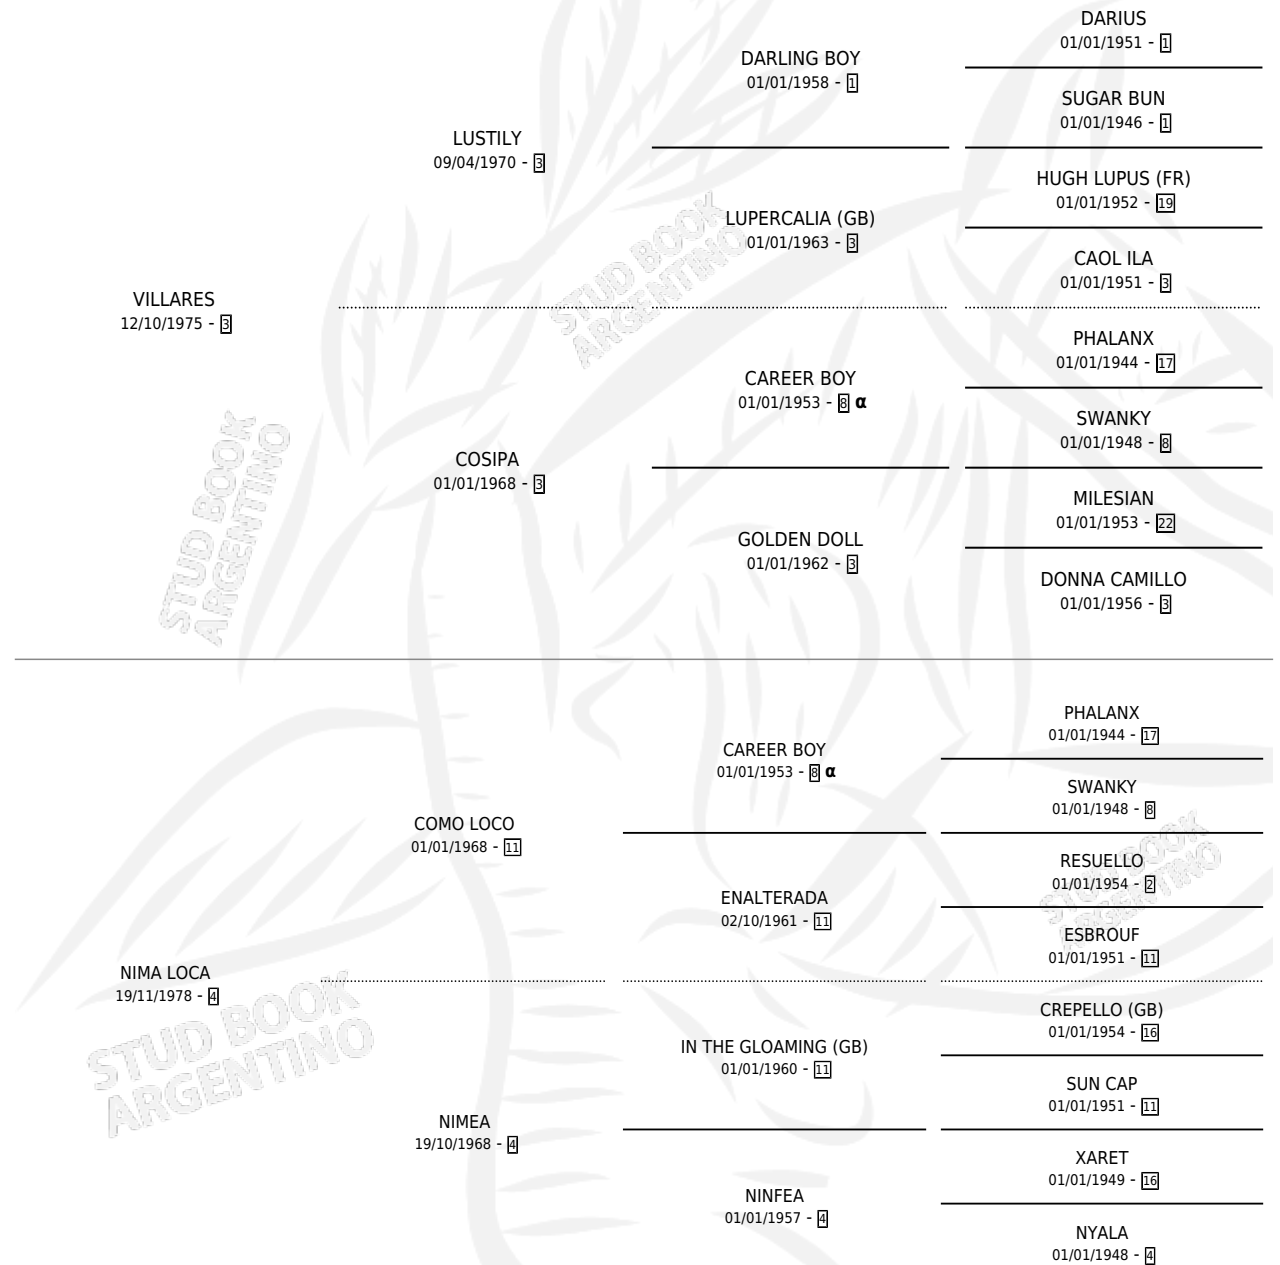 DARIUS
01/01/1951 - 1
DARLING BOY
01/01/1958 - 1
SUGAR BUN
01/01/1946 - 1
LUSTILY
09/04/1970 - 3
HUGH LUPUS (FR)
01/01/1952 - 19
LUPERCALIA (GB)
01/01/1963 - 3
CAOL ILA
01/01/1951 - 3
STUD BOOK
ARGENTINO
VILLARES
12/10/1975 - 3
PHALANX
01/01/1944 - 17
CAREER BOY
01/01/1953 - 8 α
SWANKY
01/01/1948 - 8
COSIPA
01/01/1968 - 3
MILESIAN
01/01/1953 - 22
GOLDEN DOLL
01/01/1962 - 3
DONNA CAMILLO
01/01/1956 - 3
STUD BOOK
ARGENTINO
PHALANX
01/01/1944 - 17
CAREER BOY
01/01/1953 - 8 α
SWANKY
01/01/1948 - 8
COMO LOCO
01/01/1968 - 11
RESUELLO
01/01/1954 - 2
ENALTERADA
02/10/1961 - 11
ESBROUF
01/01/1951 - 11
STUD BOOK
ARGENTINO
NIMA LOCA
19/11/1978 - 4
CREPELLO (GB)
01/01/1954 - 16
IN THE GLOAMING (GB)
01/01/1960 - 11
SUN CAP
01/01/1951 - 11
STUD BOOK
ARGENTINO
NIMEA
19/10/1968 - 4
XARET
01/01/1949 - 16
NINFEA
01/01/1957 - 4
NYALA
01/01/1948 - 4